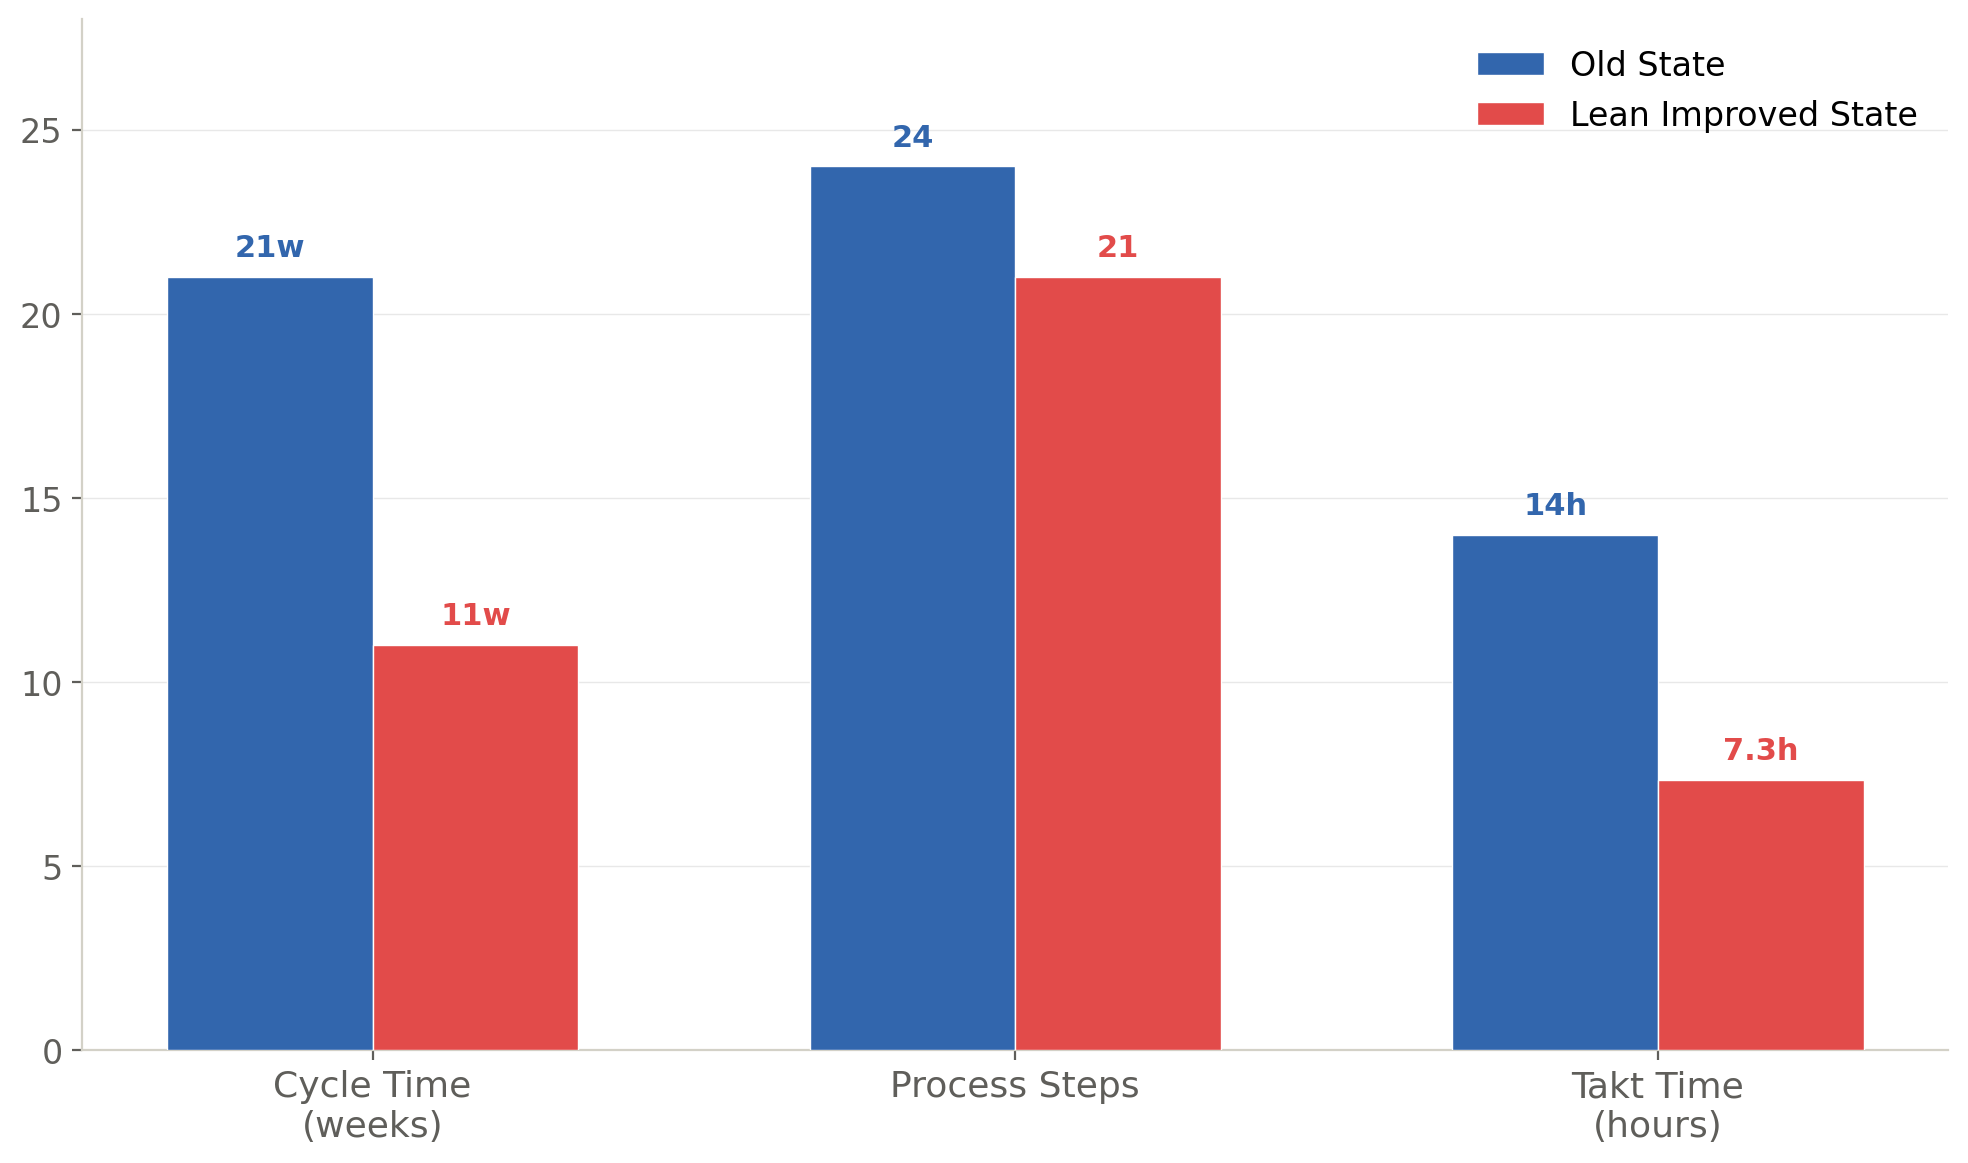 Old State
Lean Improved State
25
20
15
10
5
0
21w
11w
24
21
14h
7.3h
Cycle Time
(weeks)
Process Steps
Takt Time
(hours)